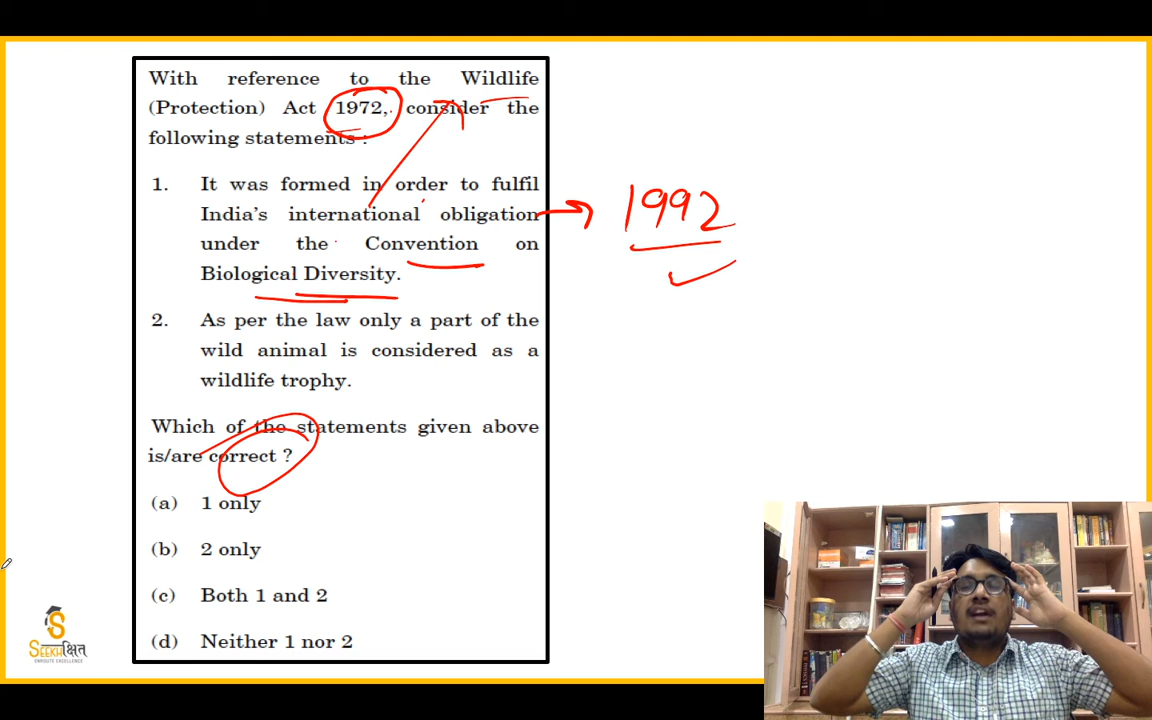 With reference to the Wildlife
(Protection) Act 1972, consider the
following statements :
1. It was formed in order to fulfil
India's international obligation
under the Convention on
Biological Diversity.
1992
2. As per the law only a part of the
wild animal is considered as a
wildlife trophy.
Which of the statements given above
is/are correct ?
(a) 1 only
(b) 2 only
(c) Both 1 and 2
(d) Neither 1 nor 2
S
SEEKHक्षित
ENROUTE EXCELLENCE